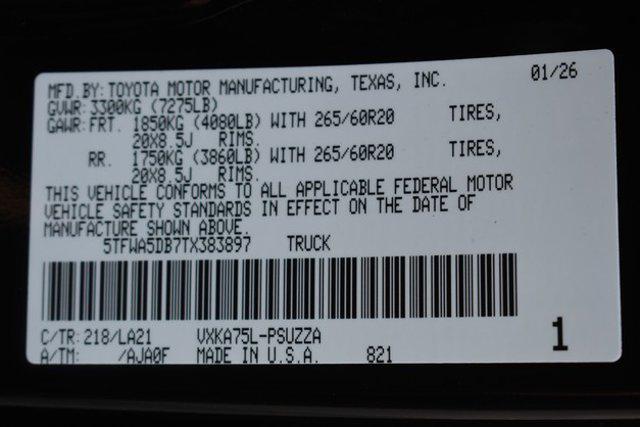 MFD.BY: TOYOTA MOTOR MANUFACTURING, TEXAS, INC. 01/26
GVWR: 3300KG (7275LB)
GAWR: FRT. 1850KG (4080LB) WITH 265/60R20 TIRES,
20X8.5J RIMS.
RR. 1750KG (3860LB) WITH 265/60R20 TIRES,
20X8.5J RIMS.
THIS VEHICLE CONFORMS TO ALL APPLICABLE FEDERAL MOTOR
VEHICLE SAFETY STANDARDS IN EFFECT ON THE DATE OF
MANUFACTURE SHOWN ABOVE.
5TFWA5DB7TX383897 TRUCK
C/TR: 218/LA21 VXKA75L-PSUZZA 1
A/TM: /AJA0F MADE IN U.S.A. 821